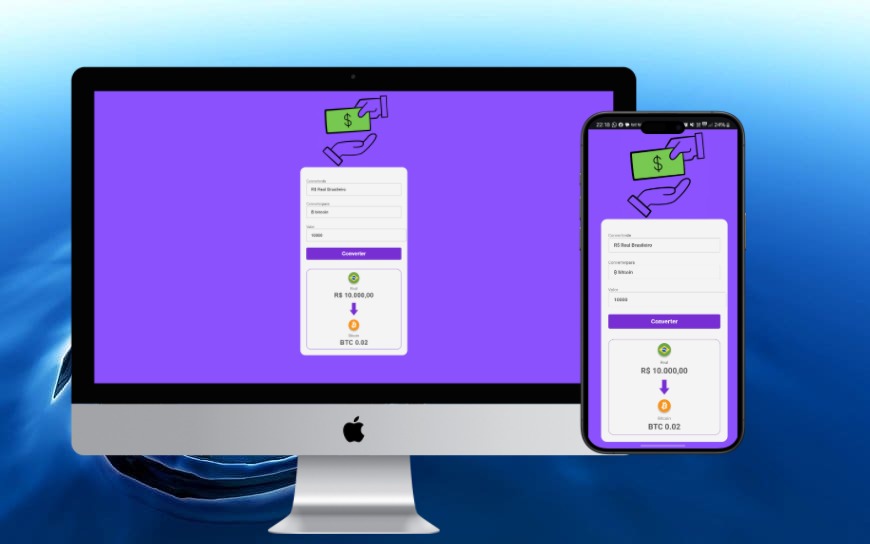 $
Converter de
R$ Real Brasileiro
Converter para
₿ bitcoin
Valor
10000
Converter
Real
R$ 10.000,00
Bitcoin
BTC 0.02
22:18
24%
$
Converter de
R$ Real Brasileiro
Converter para
₿ bitcoin
Valor
10000
Converter
Real
R$ 10.000,00
Bitcoin
BTC 0.02